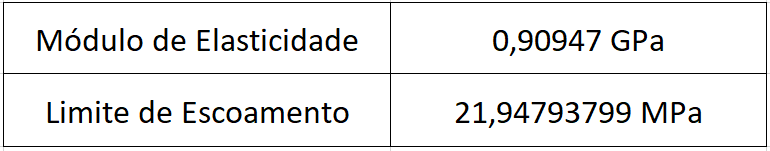 Módulo de Elasticidade 0,90947 GPa
Limite de Escoamento 21,94793799 MPa